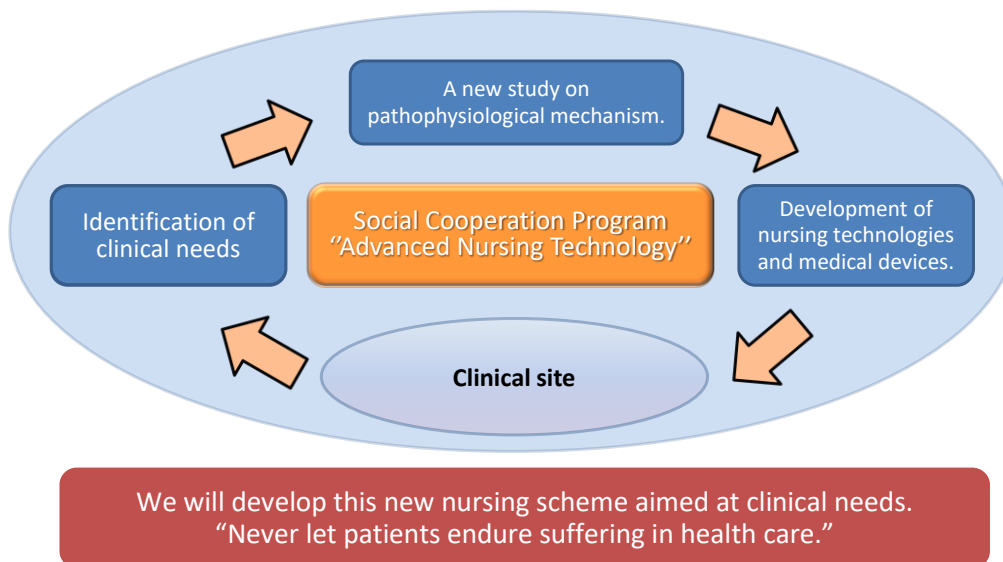 A new study on
pathophysiological mechanism.
Identification of
clinical needs
Social Cooperation Program
“Advanced Nursing Technology”
Development of
nursing technologies
and medical devices.
Clinical site
We will develop this new nursing scheme aimed at clinical needs.
“Never let patients endure suffering in health care.”